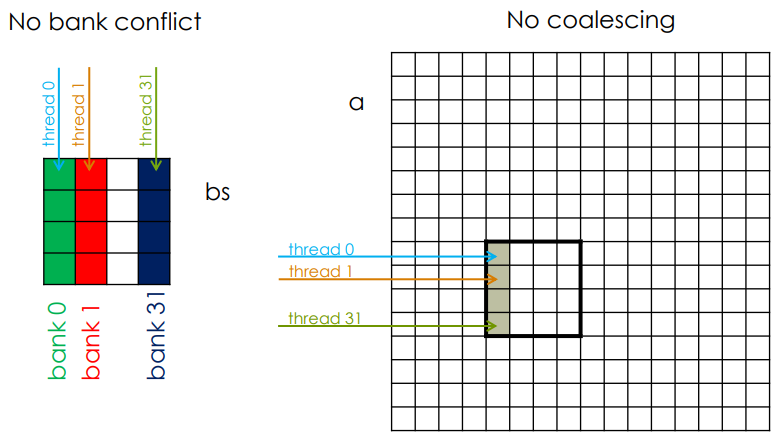 No bank conflict
thread 0
thread 1
thread 31
bs
bank 0
bank 1
bank 31
No coalescing
a
thread 0
thread 1
thread 31